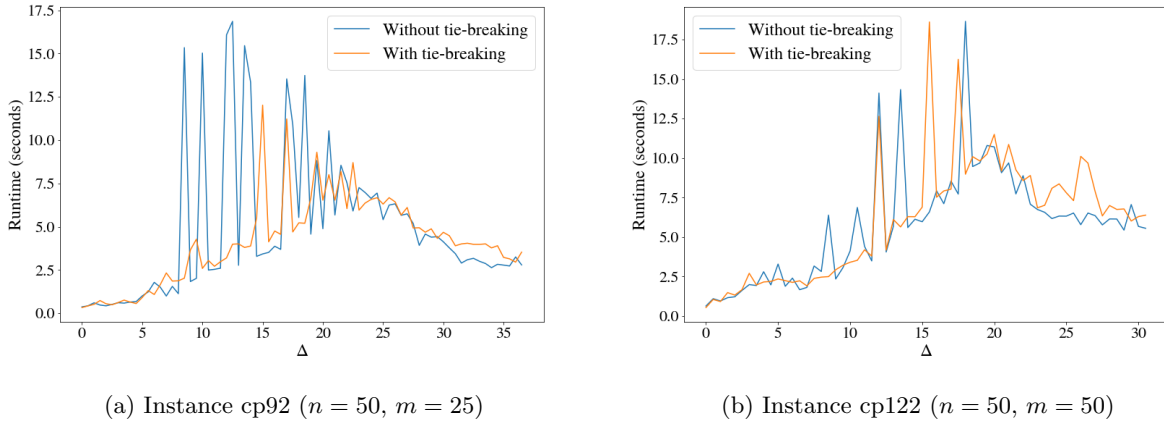 17.5
15.0
12.5
10.0
7.5
5.0
2.5
0.0
Runtime (seconds)
Without tie-breaking
With tie-breaking
0 5 10 15 20 25 30 35
Δ
(a) Instance cp92 (n = 50, m = 25)
17.5
15.0
12.5
10.0
7.5
5.0
2.5
0.0
Runtime (seconds)
Without tie-breaking
With tie-breaking
0 5 10 15 20 25 30
Δ
(b) Instance cp122 (n = 50, m = 50)